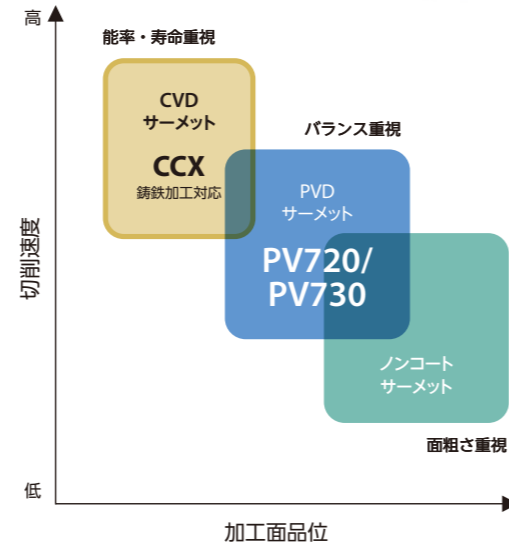 高
能率・寿命重視
CVD
サーメット
CCX
鋳鉄加工対応
バランス重視
PVD
サーメット
PV720/
PV730
切削速度
ノンコート
サーメット
面粗さ重視
低
加工面品位